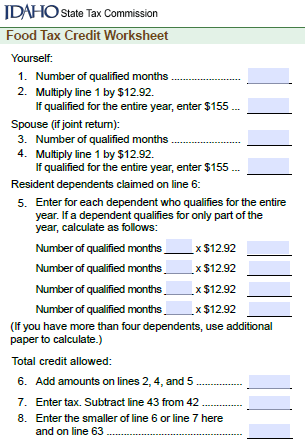 IDAHO State Tax Commission
Food Tax Credit Worksheet
Yourself:
1. Number of qualified months ........................
2. Multiply line 1 by $12.92.
If qualified for the entire year, enter $155 ...
Spouse (if joint return):
3. Number of qualified months ........................
4. Multiply line 1 by $12.92.
If qualified for the entire year, enter $155 ...
Resident dependents claimed on line 6:
5. Enter for each dependent who qualifies for the entire
year. If a dependent qualifies for only part of the
year, calculate as follows:
Number of qualified months x $12.92
Number of qualified months x $12.92
Number of qualified months x $12.92
Number of qualified months x $12.92
(If you have more than four dependents, use additional
paper to calculate.)
Total credit allowed:
6. Add amounts on lines 2, 4, and 5 ................
7. Enter tax. Subtract line 43 from 42 ..............
8. Enter the smaller of line 6 or line 7 here
and on line 63 ...............................................